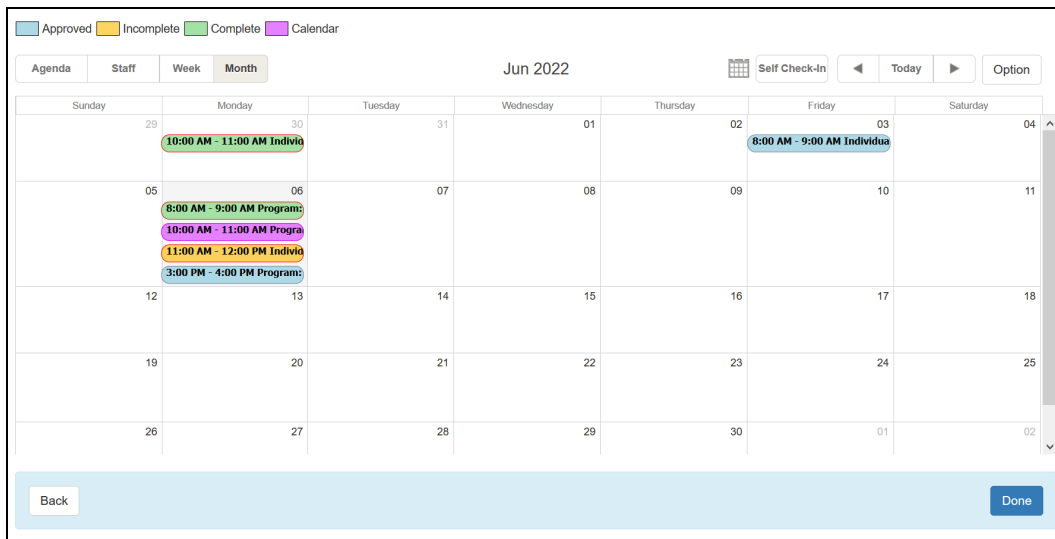 Approved Incomplete Complete Calendar
Agenda Staff Week Month Jun 2022 Self Check-In Today Option
Sunday Monday Tuesday Wednesday Thursday Friday Saturday
29 30 31 01 02 03 04
10:00 AM - 11:00 AM Individ 8:00 AM - 9:00 AM Individua
05 06 07 08 09 10 11
8:00 AM - 9:00 AM Program:
10:00 AM - 11:00 AM Progra
11:00 AM - 12:00 PM Individ
3:00 PM - 4:00 PM Program:
12 13 14 15 16 17 18
19 20 21 22 23 24 25
26 27 28 29 30 01 02
Back Done